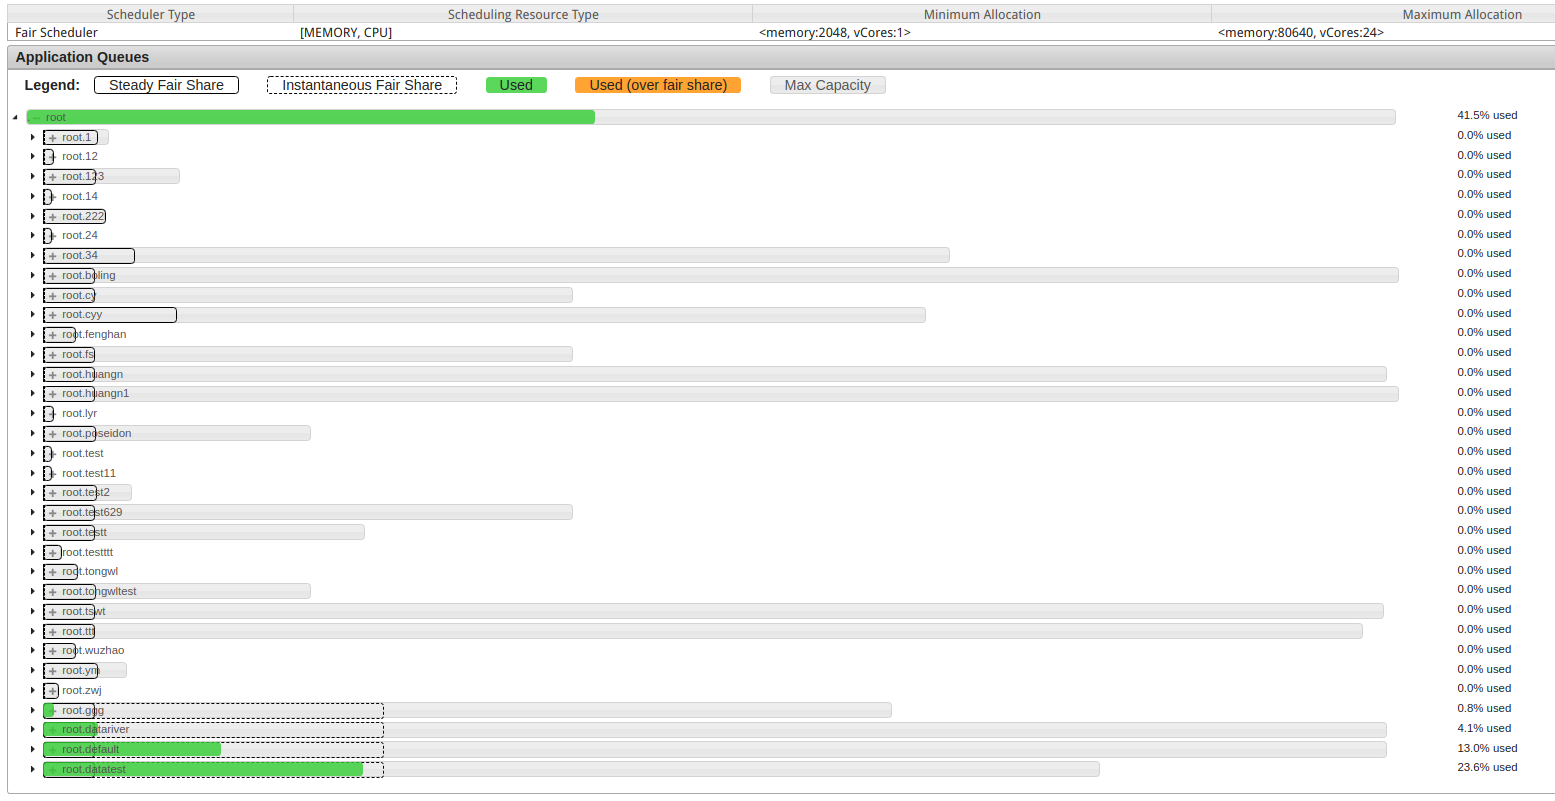 Scheduler Type Scheduling Resource Type Minimum Allocation Maximum Allocation
Fair Scheduler [MEMORY, CPU] <memory:2048, vCores:1> <memory:80640, vCores:24>
Application Queues
Legend: Steady Fair Share Instantaneous Fair Share Used Used (over fair share) Max Capacity
root 41.5% used
root.1 0.0% used
root.12 0.0% used
root.123 0.0% used
root.14 0.0% used
root.222 0.0% used
root.24 0.0% used
root.34 0.0% used
root.boling 0.0% used
root.cy 0.0% used
root.cyy 0.0% used
root.fenghan 0.0% used
root.fs 0.0% used
root.huangn 0.0% used
root.huangn1 0.0% used
root.lyr 0.0% used
root.poseidon 0.0% used
root.test 0.0% used
root.test11 0.0% used
root.test2 0.0% used
root.test629 0.0% used
root.testt 0.0% used
root.testttt 0.0% used
root.tongwl 0.0% used
root.tongwltest 0.0% used
root.tswt 0.0% used
root.ttt 0.0% used
root.wuzhao 0.0% used
root.ym 0.0% used
root.zwj 0.0% used
root.ggg 0.8% used
root.datariver 4.1% used
root.default 13.0% used
root.datatest 23.6% used